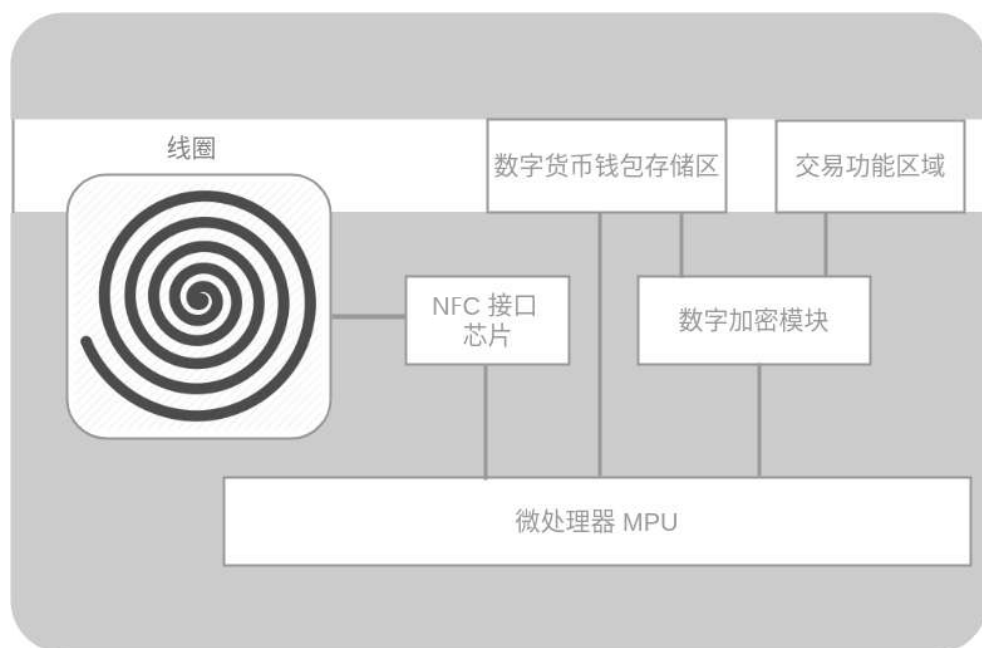 线圈
数字货币钱包存储区
交易功能区域
NFC 接口
芯片
数字加密模块
微处理器 MPU